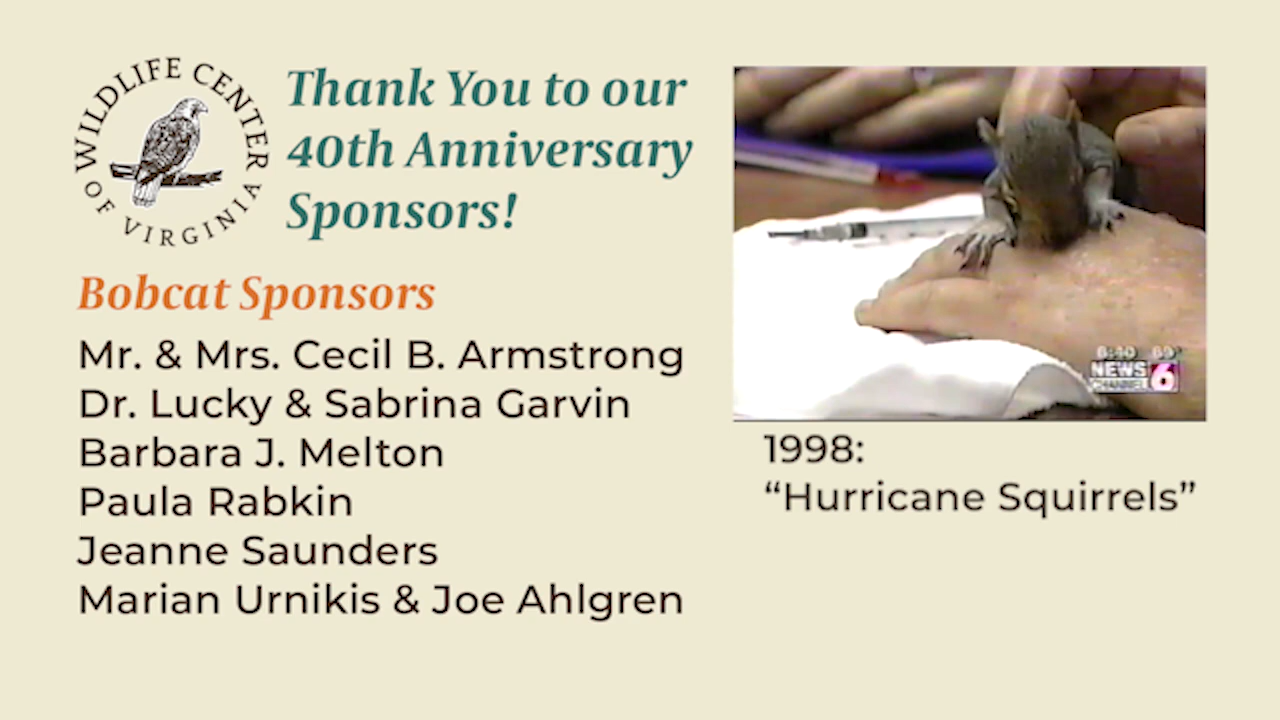 WILDLIFE CENTER
OF VIRGINIA
Thank You to our
40th Anniversary
Sponsors!
Bobcat Sponsors
Mr. & Mrs. Cecil B. Armstrong
Dr. Lucky & Sabrina Garvin
Barbara J. Melton
Paula Rabkin
Jeanne Saunders
Marian Urnikis & Joe Ahlgren
NEWS
CHANNEL 6
1998:
“Hurricane Squirrels”